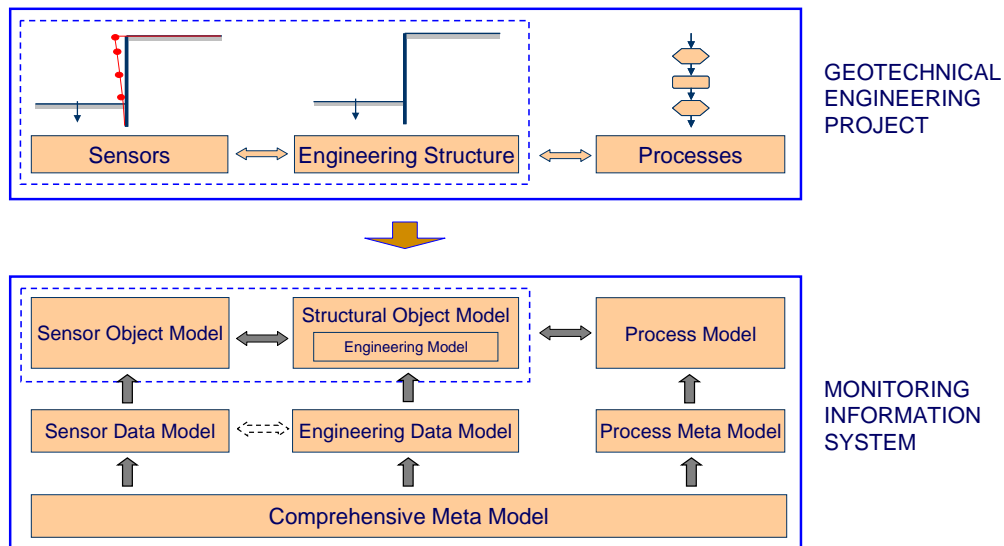 GEOTECHNICAL
ENGINEERING
PROJECT
Sensors
Engineering Structure
Processes
Sensor Object Model
Structural Object Model
Engineering Model
Process Model
MONITORING
INFORMATION
SYSTEM
Sensor Data Model
Engineering Data Model
Process Meta Model
Comprehensive Meta Model